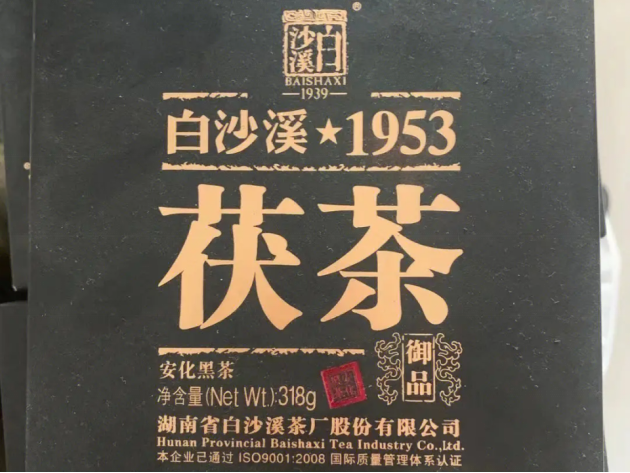 白沙溪
®
BAISHAXI
1939
白沙溪★1953
茯茶
御品
安化黑茶
净含量(Net Wt.):318g
湖南省白沙溪茶厂股份有限公司
Hunan Provincial Baishaxi Tea Industry Co.,Ltd.
本企业已通过 ISO9001:2008 国际质量管理体系认证